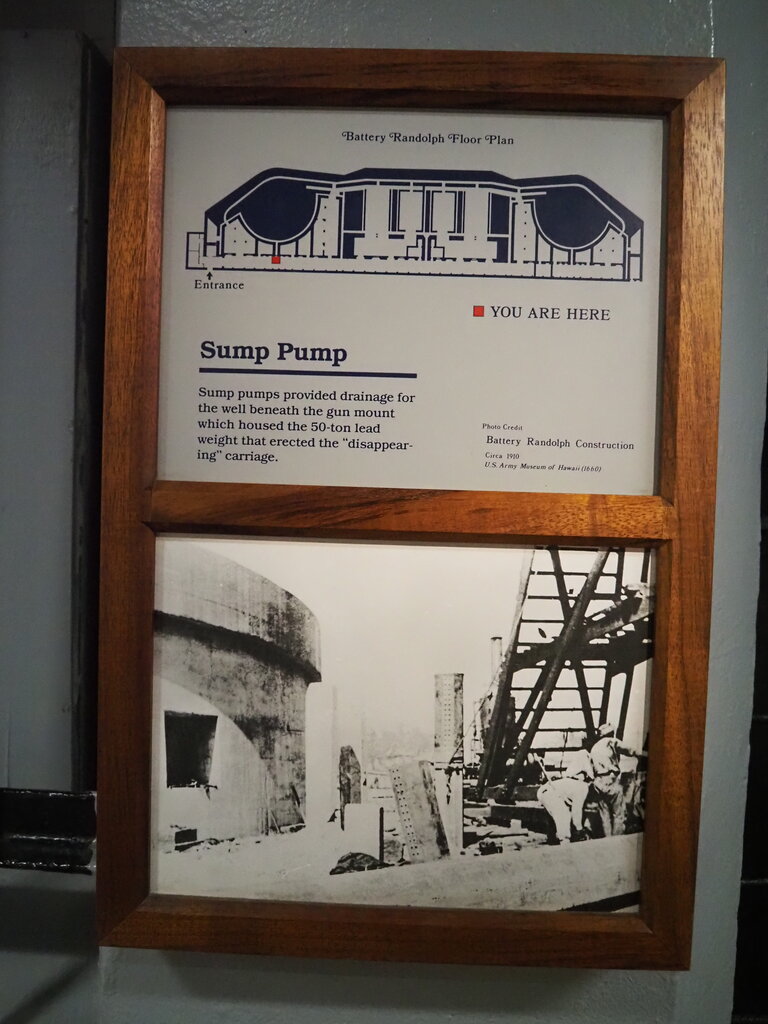 Battery Randolph Floor Plan
Entrance
YOU ARE HERE
Sump Pump
Sump pumps provided drainage for
the well beneath the gun mount
which housed the 50-ton lead
weight that erected the "disappear-
ing" carriage.
Photo Credit
Battery Randolph Construction
Circa 1910
U.S. Army Museum of Hawaii (1660)